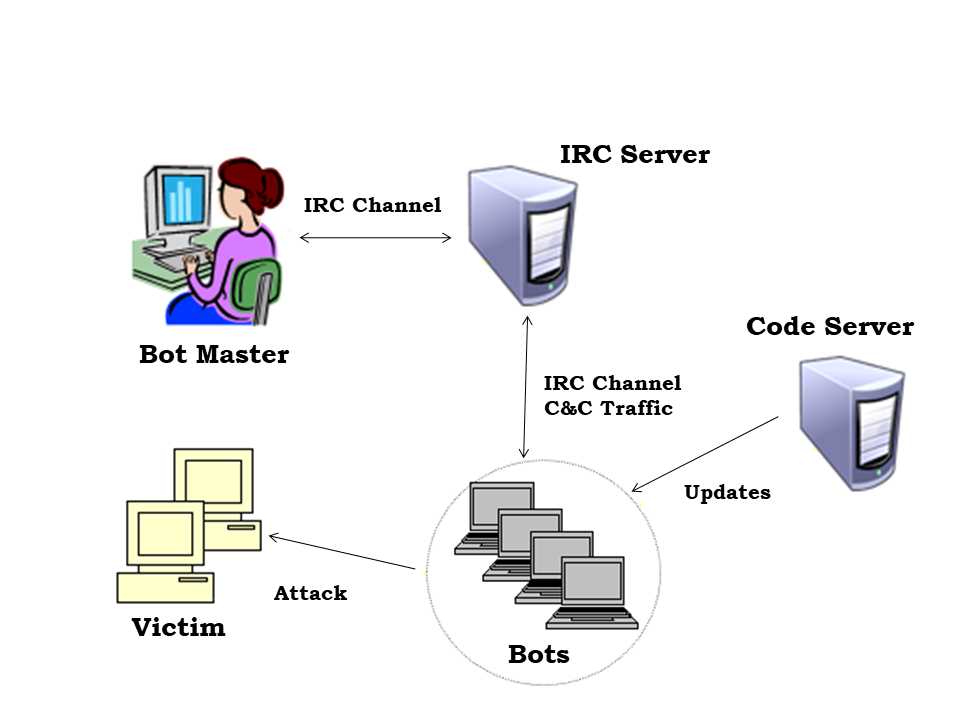 IRC Server
IRC Channel
Code Server
Bot Master
IRC Channel
C&C Traffic
Updates
Attack
Victim
Bots